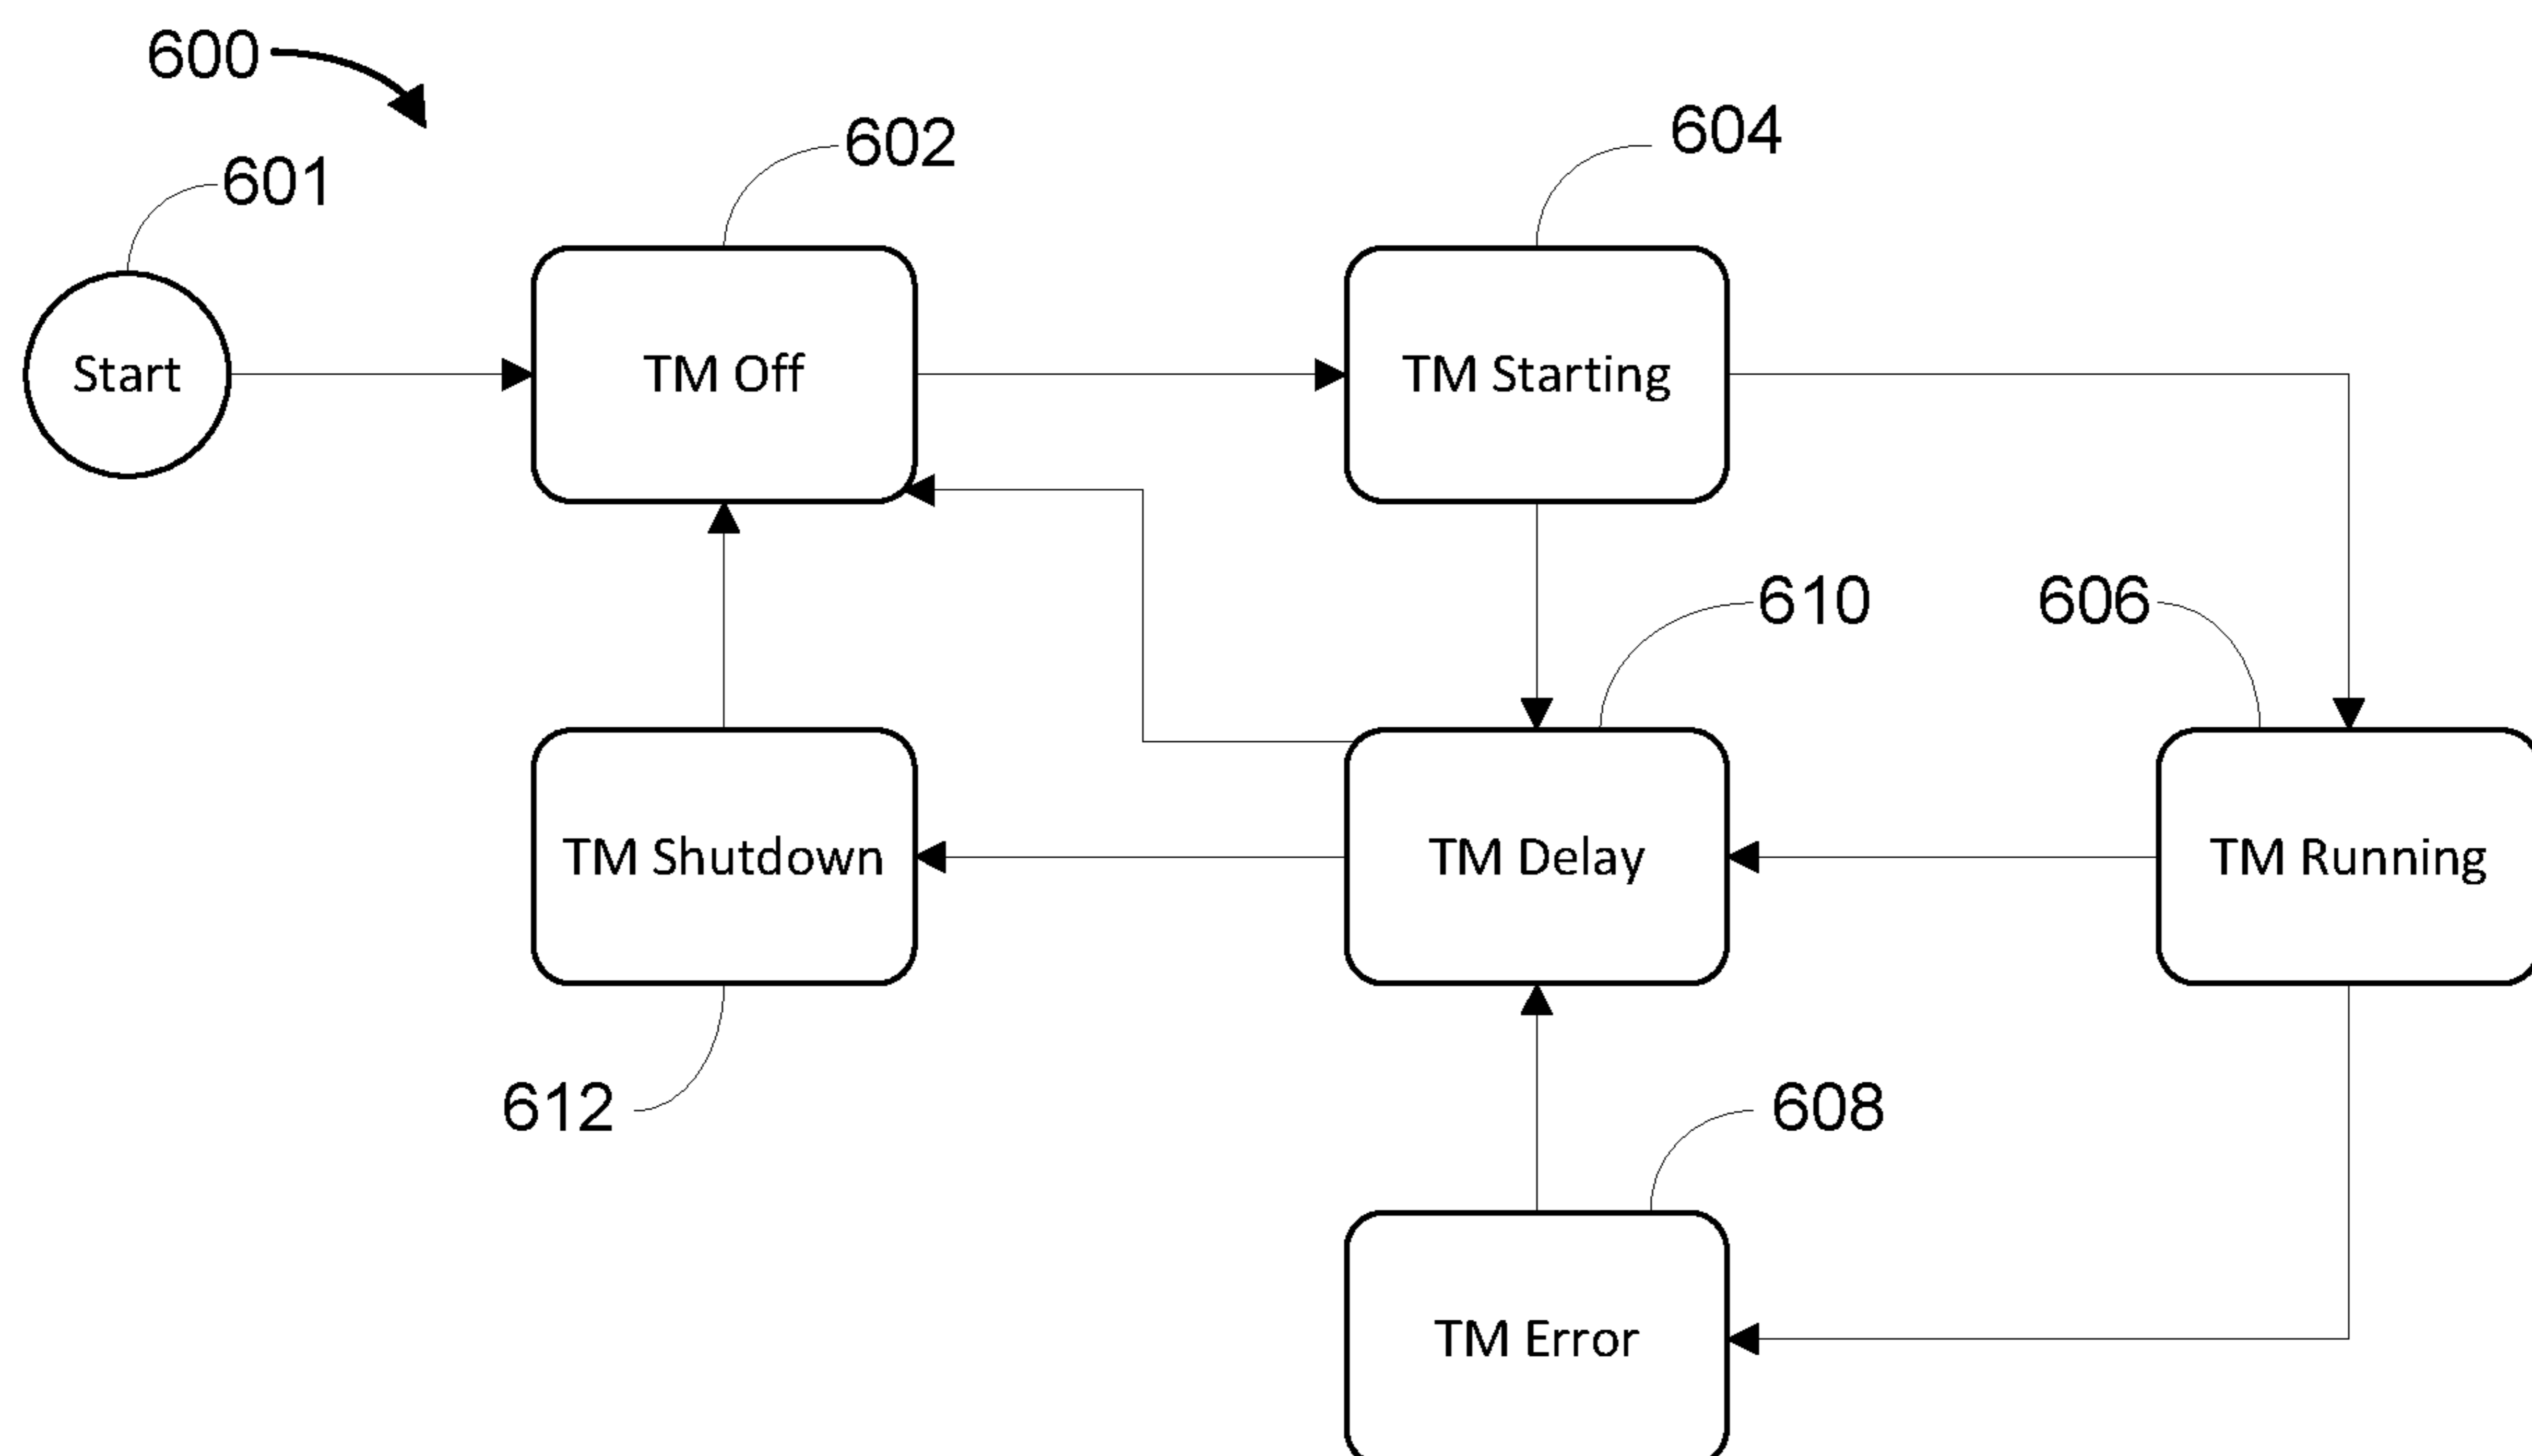 600
601
602
604
Start
TM Off
TM Starting
610
606
TM Shutdown
TM Delay
TM Running
612
608
TM Error